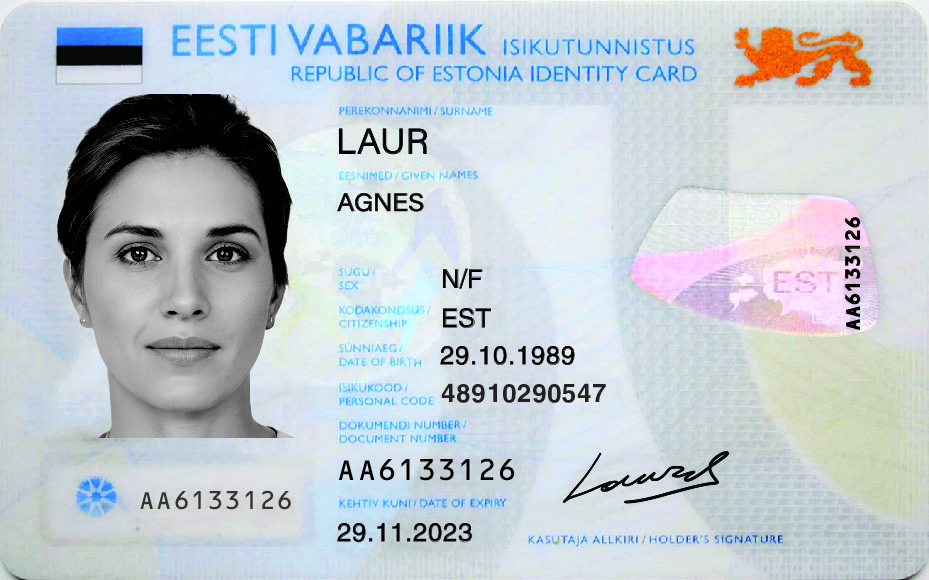 EESTI VABARIIK ISIKUTUNNISTUS
REPUBLIC OF ESTONIA IDENTITY CARD
PEREKONNANIMI / SURNAME
LAUR
EESNIMED / GIVEN NAMES
AGNES
SUGU /
SEX
N/F
KODAKONDSUS /
CITIZENSHIP
EST
SÜNNIAEG /
DATE OF BIRTH
29.10.1989
ISIKUKOOD /
PERSONAL CODE
48910290547
DOKUMENDI NUMBER /
DOCUMENT NUMBER
AA6133126
KEHTIV KUNI / DATE OF EXPIRY
29.11.2023
AA6133126
EST
AA6133126
KASUTAJA ALLKIRI / HOLDER'S SIGNATURE